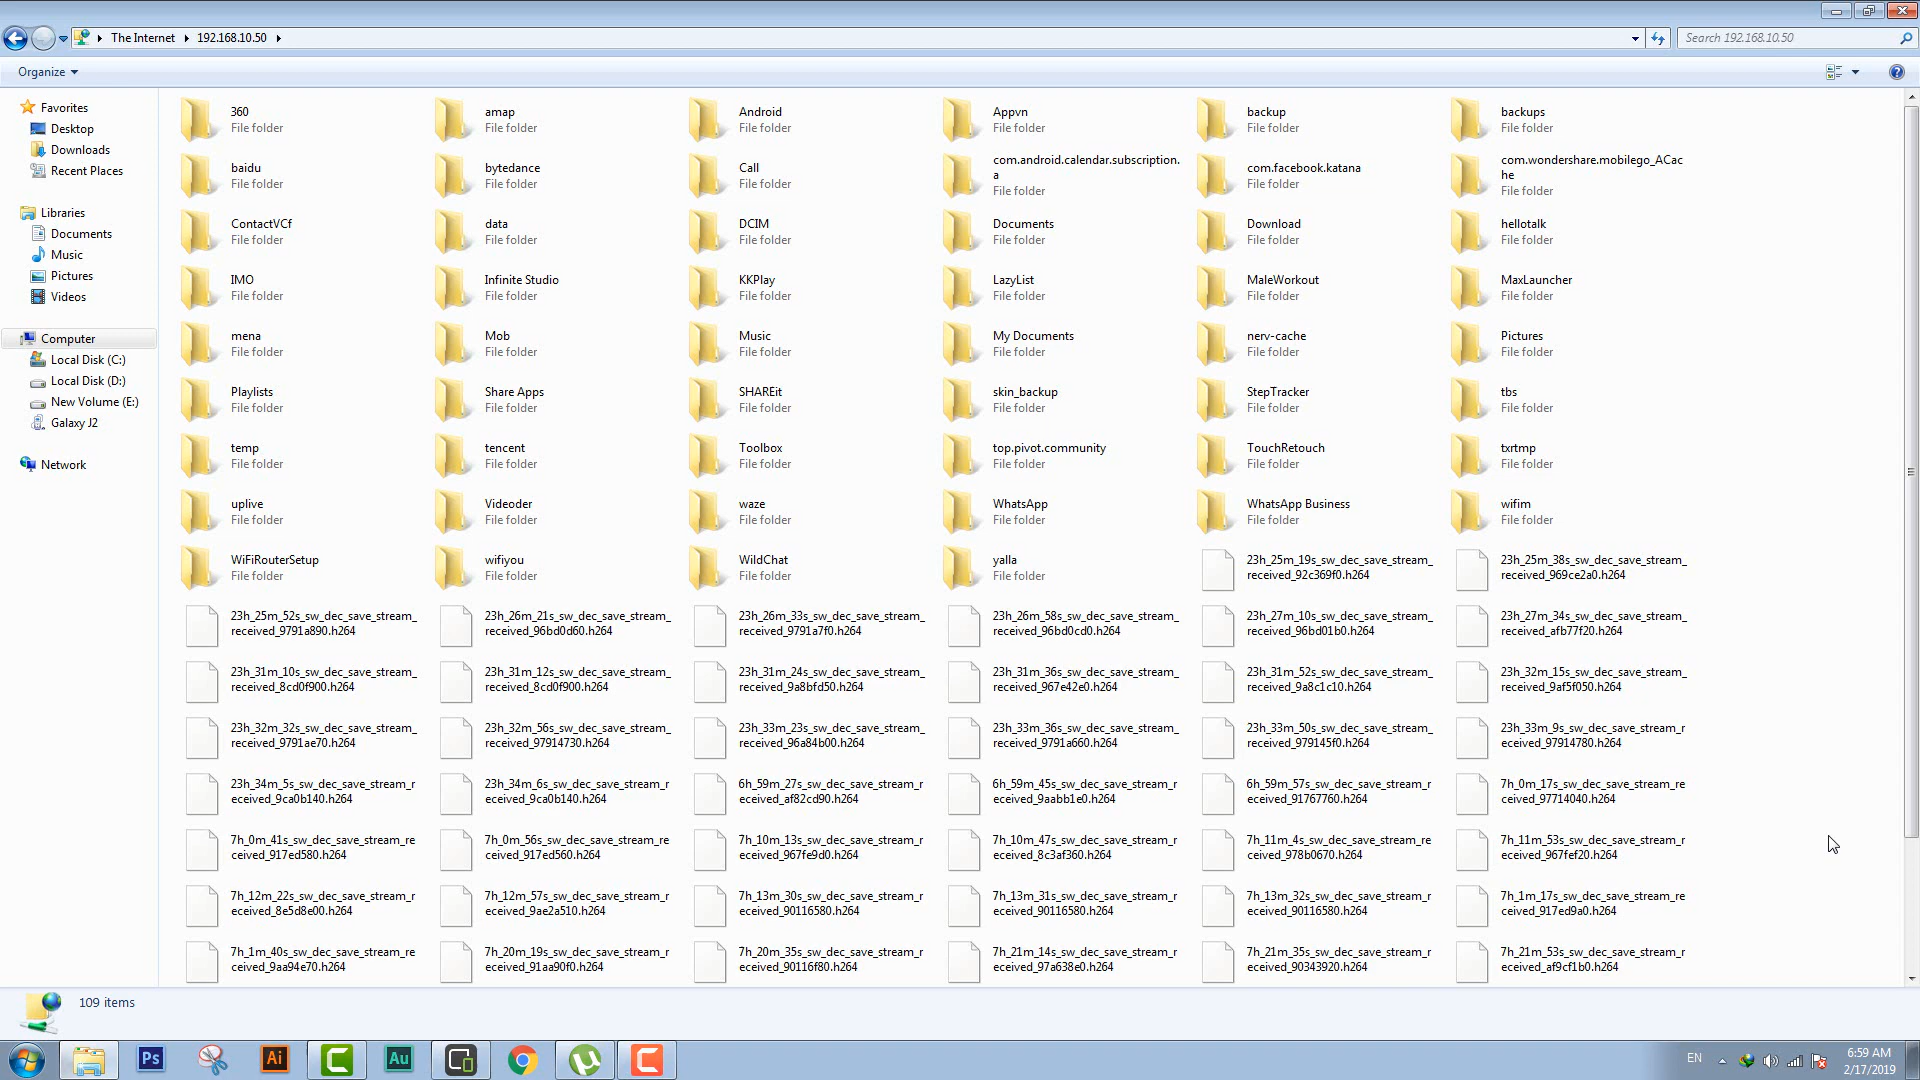 The Internet
192.168.10.50
Search 192.168.10.50
Organize
Favorites
Desktop
Downloads
Recent Places
Libraries
Documents
Music
Pictures
Videos
Computer
Local Disk (C:)
Local Disk (D:)
New Volume (E:)
Galaxy J2
Network
360
File folder
amap
File folder
Android
File folder
Appvn
File folder
backup
File folder
backups
File folder
baidu
File folder
bytedance
File folder
Call
File folder
com.android.calendar.subscription.
a
File folder
com.facebook.katana
File folder
com.wondershare.mobilego_ACac
he
File folder
ContactVCf
File folder
data
File folder
DCIM
File folder
Documents
File folder
Download
File folder
hellotalk
File folder
IMO
File folder
Infinite Studio
File folder
KKPlay
File folder
LazyList
File folder
MaleWorkout
File folder
MaxLauncher
File folder
mena
File folder
Mob
File folder
Music
File folder
My Documents
File folder
nerv-cache
File folder
Pictures
File folder
Playlists
File folder
Share Apps
File folder
SHAREit
File folder
skin_backup
File folder
StepTracker
File folder
tbs
File folder
temp
File folder
tencent
File folder
Toolbox
File folder
top.pivot.community
File folder
TouchRetouch
File folder
txrtmp
File folder
uplive
File folder
Videoder
File folder
waze
File folder
WhatsApp
File folder
WhatsApp Business
File folder
wifim
File folder
WiFiRouterSetup
File folder
wifiyou
File folder
WildChat
File folder
yalla
File folder
23h_25m_19s_sw_dec_save_stream_
received_92c369f0.h264
23h_25m_38s_sw_dec_save_stream_
received_969ce2a0.h264
23h_25m_52s_sw_dec_save_stream_
received_9791a890.h264
23h_26m_21s_sw_dec_save_stream_
received_96bd0d60.h264
23h_26m_33s_sw_dec_save_stream_
received_9791a7f0.h264
23h_26m_58s_sw_dec_save_stream_
received_96bd0cd0.h264
23h_27m_10s_sw_dec_save_stream_
received_96bd01b0.h264
23h_27m_34s_sw_dec_save_stream_
received_afb77f20.h264
23h_31m_10s_sw_dec_save_stream_
received_8cd0f900.h264
23h_31m_12s_sw_dec_save_stream_
received_8cd0f900.h264
23h_31m_24s_sw_dec_save_stream_
received_9a8bfd50.h264
23h_31m_36s_sw_dec_save_stream_
received_967e42e0.h264
23h_31m_52s_sw_dec_save_stream_
received_9a8c1c10.h264
23h_32m_15s_sw_dec_save_stream_
received_9af5f050.h264
23h_32m_32s_sw_dec_save_stream_
received_9791ae70.h264
23h_32m_56s_sw_dec_save_stream_
received_97914730.h264
23h_33m_23s_sw_dec_save_stream_
received_96a84b00.h264
23h_33m_36s_sw_dec_save_stream_
received_9791a660.h264
23h_33m_50s_sw_dec_save_stream_
received_979145f0.h264
23h_33m_9s_sw_dec_save_stream_r
eceived_97914780.h264
23h_34m_5s_sw_dec_save_stream_r
eceived_9ca0b140.h264
23h_34m_6s_sw_dec_save_stream_r
eceived_9ca0b140.h264
6h_59m_27s_sw_dec_save_stream_r
eceived_af82cd90.h264
6h_59m_45s_sw_dec_save_stream_r
eceived_9aabb1e0.h264
6h_59m_57s_sw_dec_save_stream_r
eceived_91767760.h264
7h_0m_17s_sw_dec_save_stream_re
ceived_97714040.h264
7h_0m_41s_sw_dec_save_stream_re
ceived_917ed580.h264
7h_0m_56s_sw_dec_save_stream_re
ceived_917ed560.h264
7h_10m_13s_sw_dec_save_stream_r
eceived_967fe9d0.h264
7h_10m_47s_sw_dec_save_stream_r
eceived_8c3af360.h264
7h_11m_4s_sw_dec_save_stream_re
ceived_978b0670.h264
7h_11m_53s_sw_dec_save_stream_r
eceived_967fef20.h264
7h_12m_22s_sw_dec_save_stream_r
eceived_8e5d8e00.h264
7h_12m_57s_sw_dec_save_stream_r
eceived_9ae2a510.h264
7h_13m_30s_sw_dec_save_stream_r
eceived_90116580.h264
7h_13m_31s_sw_dec_save_stream_r
eceived_90116580.h264
7h_13m_32s_sw_dec_save_stream_r
eceived_90116580.h264
7h_1m_17s_sw_dec_save_stream_re
ceived_917ed9a0.h264
7h_1m_40s_sw_dec_save_stream_re
ceived_9aa94e70.h264
7h_20m_19s_sw_dec_save_stream_r
eceived_91aa90f0.h264
7h_20m_35s_sw_dec_save_stream_r
eceived_90116f80.h264
7h_21m_14s_sw_dec_save_stream_r
eceived_97a638e0.h264
7h_21m_35s_sw_dec_save_stream_r
eceived_90343920.h264
7h_21m_53s_sw_dec_save_stream_r
eceived_af9cf1b0.h264
109 items
Ps
Ai
Au
EN
6:59 AM
2/17/2019